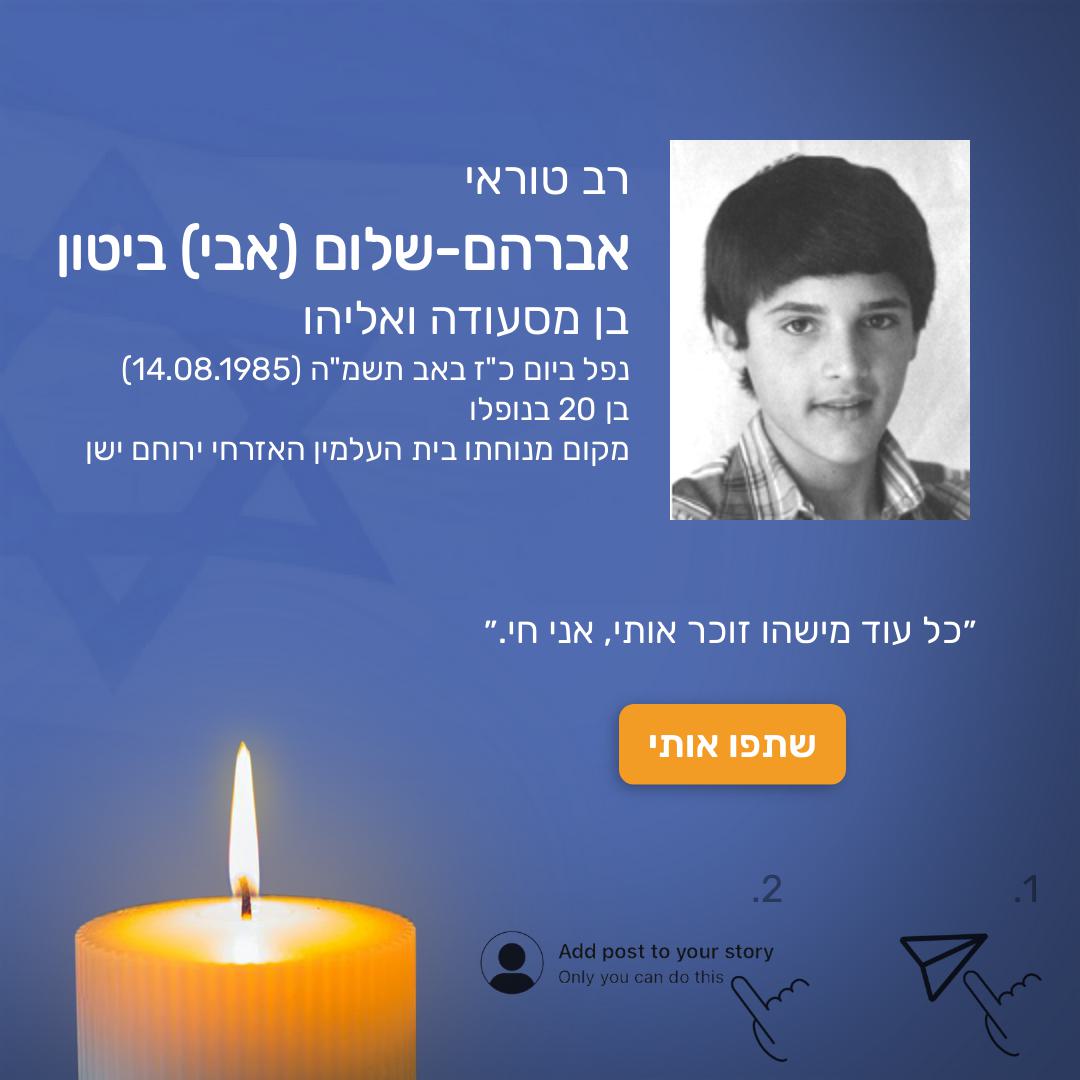 רב טוראי
אברהם-שלום (אבי) ביטון
בן מסעודה ואליהו
נפל ביום כ"ז באב תשמ"ה (14.08.1985)
בן 20 בנופלו
מקום מנוחתו בית העלמין האזרחי ירוחם ישן
״כל עוד מישהו זוכר אותי, אני חי.״
שתפו אותי
1.
2.
Add post to your story
Only you can do this